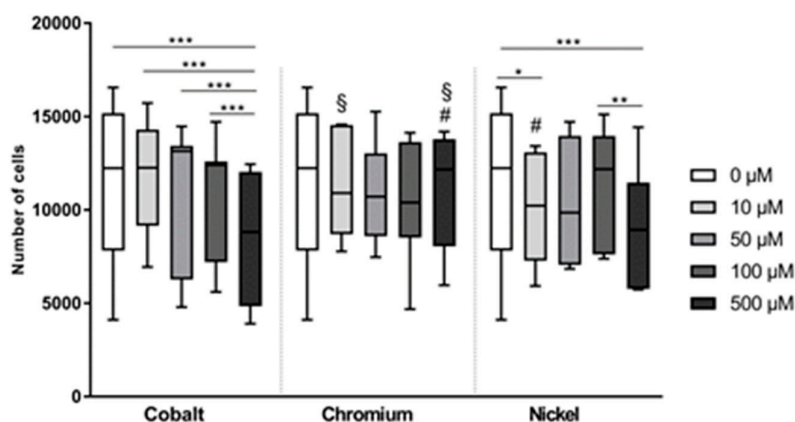 20000
15000
10000
5000
0
Number of cells
***
***
***
***
§
§
#
***
*
**
#
Cobalt
Chromium
Nickel
0 µM
10 µM
50 µM
100 µM
500 µM